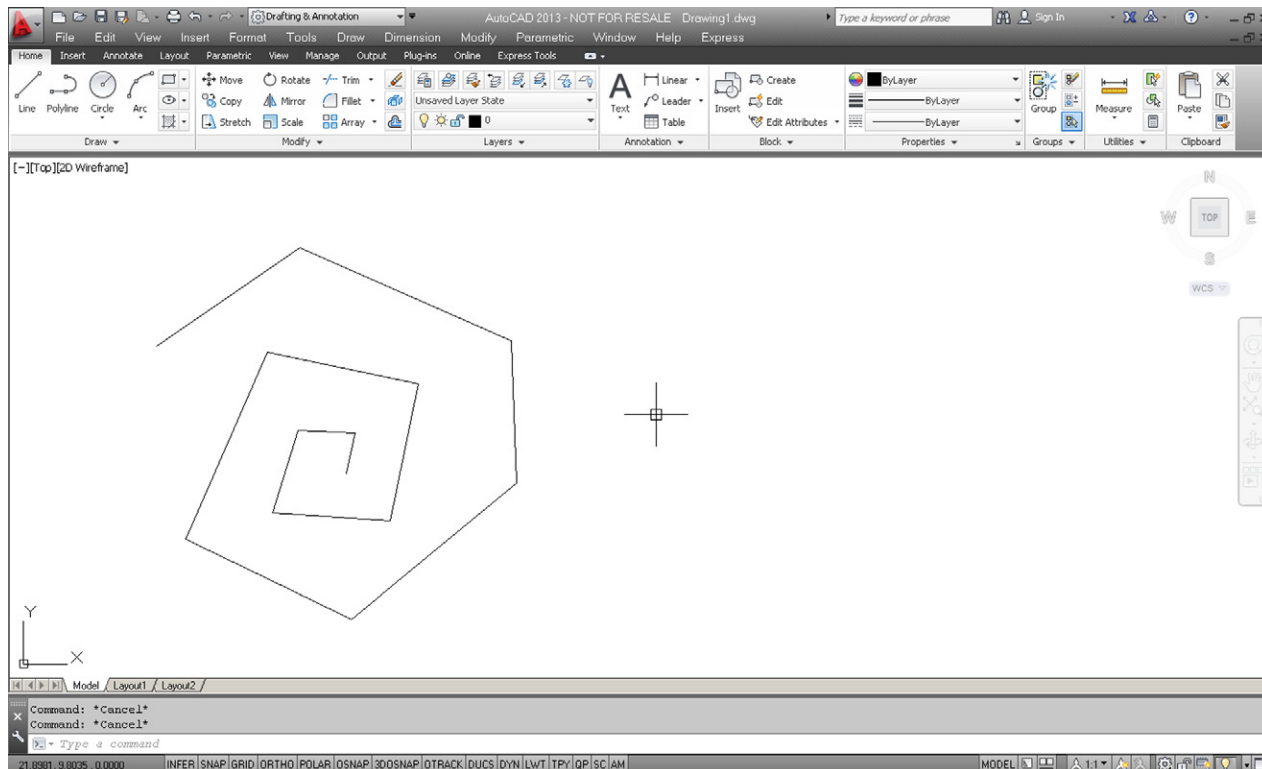 Drafting & Annotation AutoCAD 2013 - NOT FOR RESALE Drawing1.dwg Type a keyword or phrase Sign In
File Edit View Insert Format Tools Draw Dimension Modify Parametric Window Help Express
Home Insert Annotate Layout Parametric View Manage Output Plug-ins Online Express Tools
Line Polyline Circle Arc
Move Rotate Trim
Copy Mirror Fillet
Stretch Scale Array
Unsaved Layer State
0
Text
Linear
Leader
Table
Insert
Create
Edit
Edit Attributes
ByLayer
ByLayer
ByLayer
Group
Measure
Paste
Draw Modify Layers Annotation Block Properties Groups Utilities Clipboard
[-][Top][2D Wireframe]
N
W TOP E
S
WCS
Y
X
Model Layout1 Layout2
Command: *Cancel*
Command: *Cancel*
Type a command
21.8981, 9.8035, 0.0000 INFER SNAP GRID ORTHO POLAR OSNAP 3DOSNAP OTRACK DUCS DYN LWT TPY QP SC AM MODEL 1:1